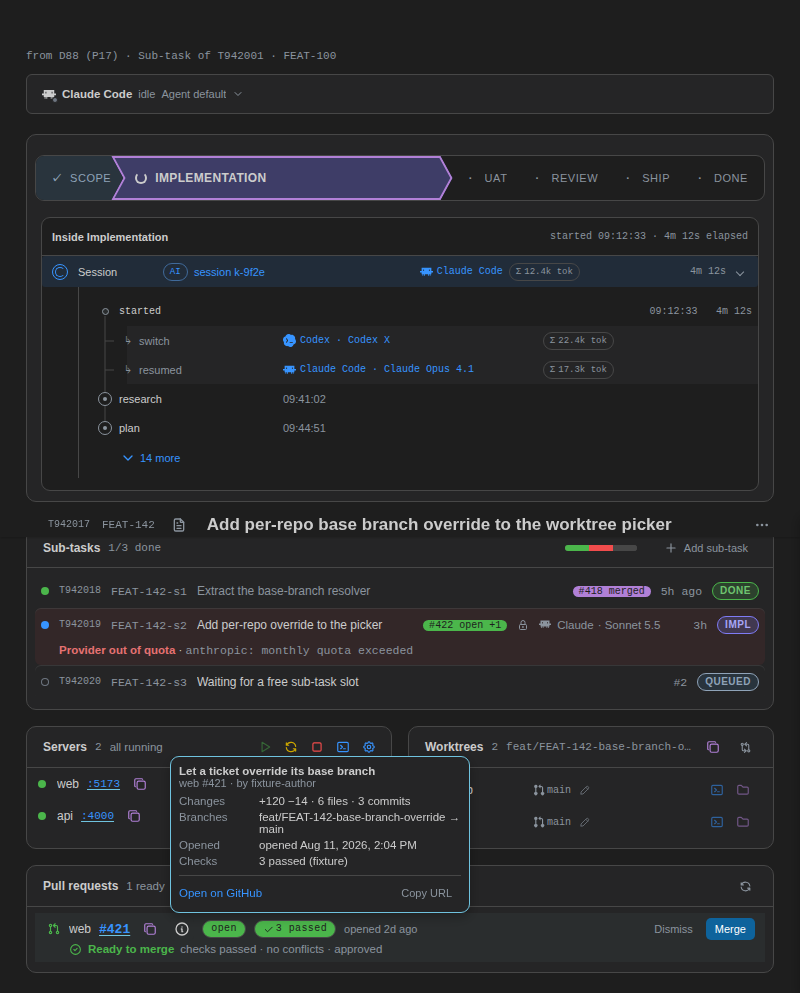 from D88 (P17) · Sub-task of T942001 · FEAT-100
Claude Code idle Agent default
SCOPE IMPLEMENTATION · UAT · REVIEW · SHIP · DONE
Inside Implementation started 09:12:33 · 4m 12s elapsed
Session AI session k-9f2e Claude Code Σ 12.4k tok 4m 12s
started 09:12:33 4m 12s
↳ switch Codex · Codex X Σ 22.4k tok
↳ resumed Claude Code · Claude Opus 4.1 Σ 17.3k tok
research 09:41:02
plan 09:44:51
14 more
T942017 FEAT-142 Add per-repo base branch override to the worktree picker
Sub-tasks 1/3 done Add sub-task
T942018 FEAT-142-s1 Extract the base-branch resolver #418 merged 5h ago DONE
T942019 FEAT-142-s2 Add per-repo override to the picker #422 open +1 Claude · Sonnet 5.5 3h IMPL
Provider out of quota · anthropic: monthly quota exceeded
T942020 FEAT-142-s3 Waiting for a free sub-task slot #2 QUEUED
Servers 2 all running
web :5173
api :4000
Worktrees 2 feat/FEAT-142-base-branch-o…
main
main
Let a ticket override its base branch
web #421 · by fixture-author
Changes +120 −14 · 6 files · 3 commits
Branches feat/FEAT-142-base-branch-override →
main
Opened opened Aug 11, 2026, 2:04 PM
Checks 3 passed (fixture)
Open on GitHub Copy URL
Pull requests 1 ready
web #421 open 3 passed opened 2d ago Dismiss Merge
Ready to merge checks passed · no conflicts · approved